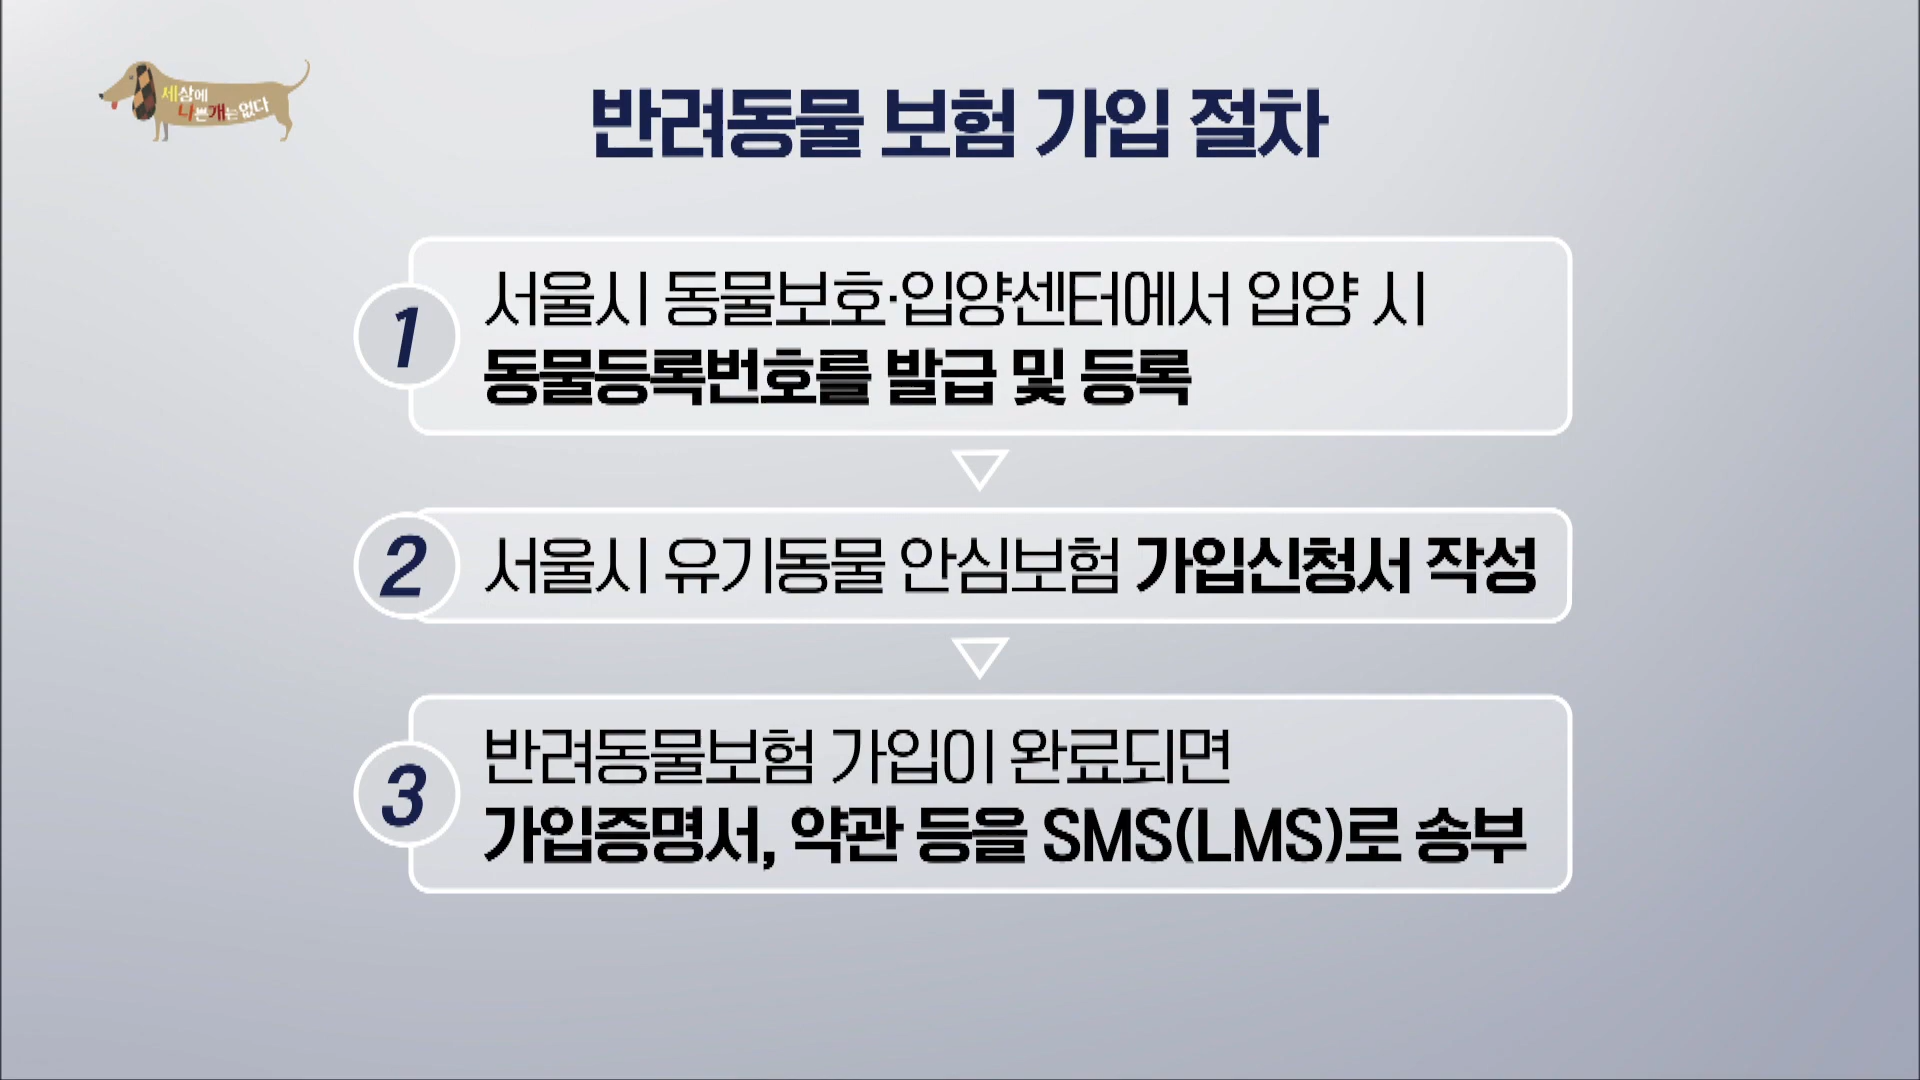 세상에
나쁜개는없다
반려동물 보험 가입 절차
1
서울시 동물보호·입양센터에서 입양 시
동물등록번호를 발급 및 등록
2
서울시 유기동물 안심보험 가입신청서 작성
3
반려동물보험 가입이 완료되면
가입증명서, 약관 등을 SMS(LMS)로 송부